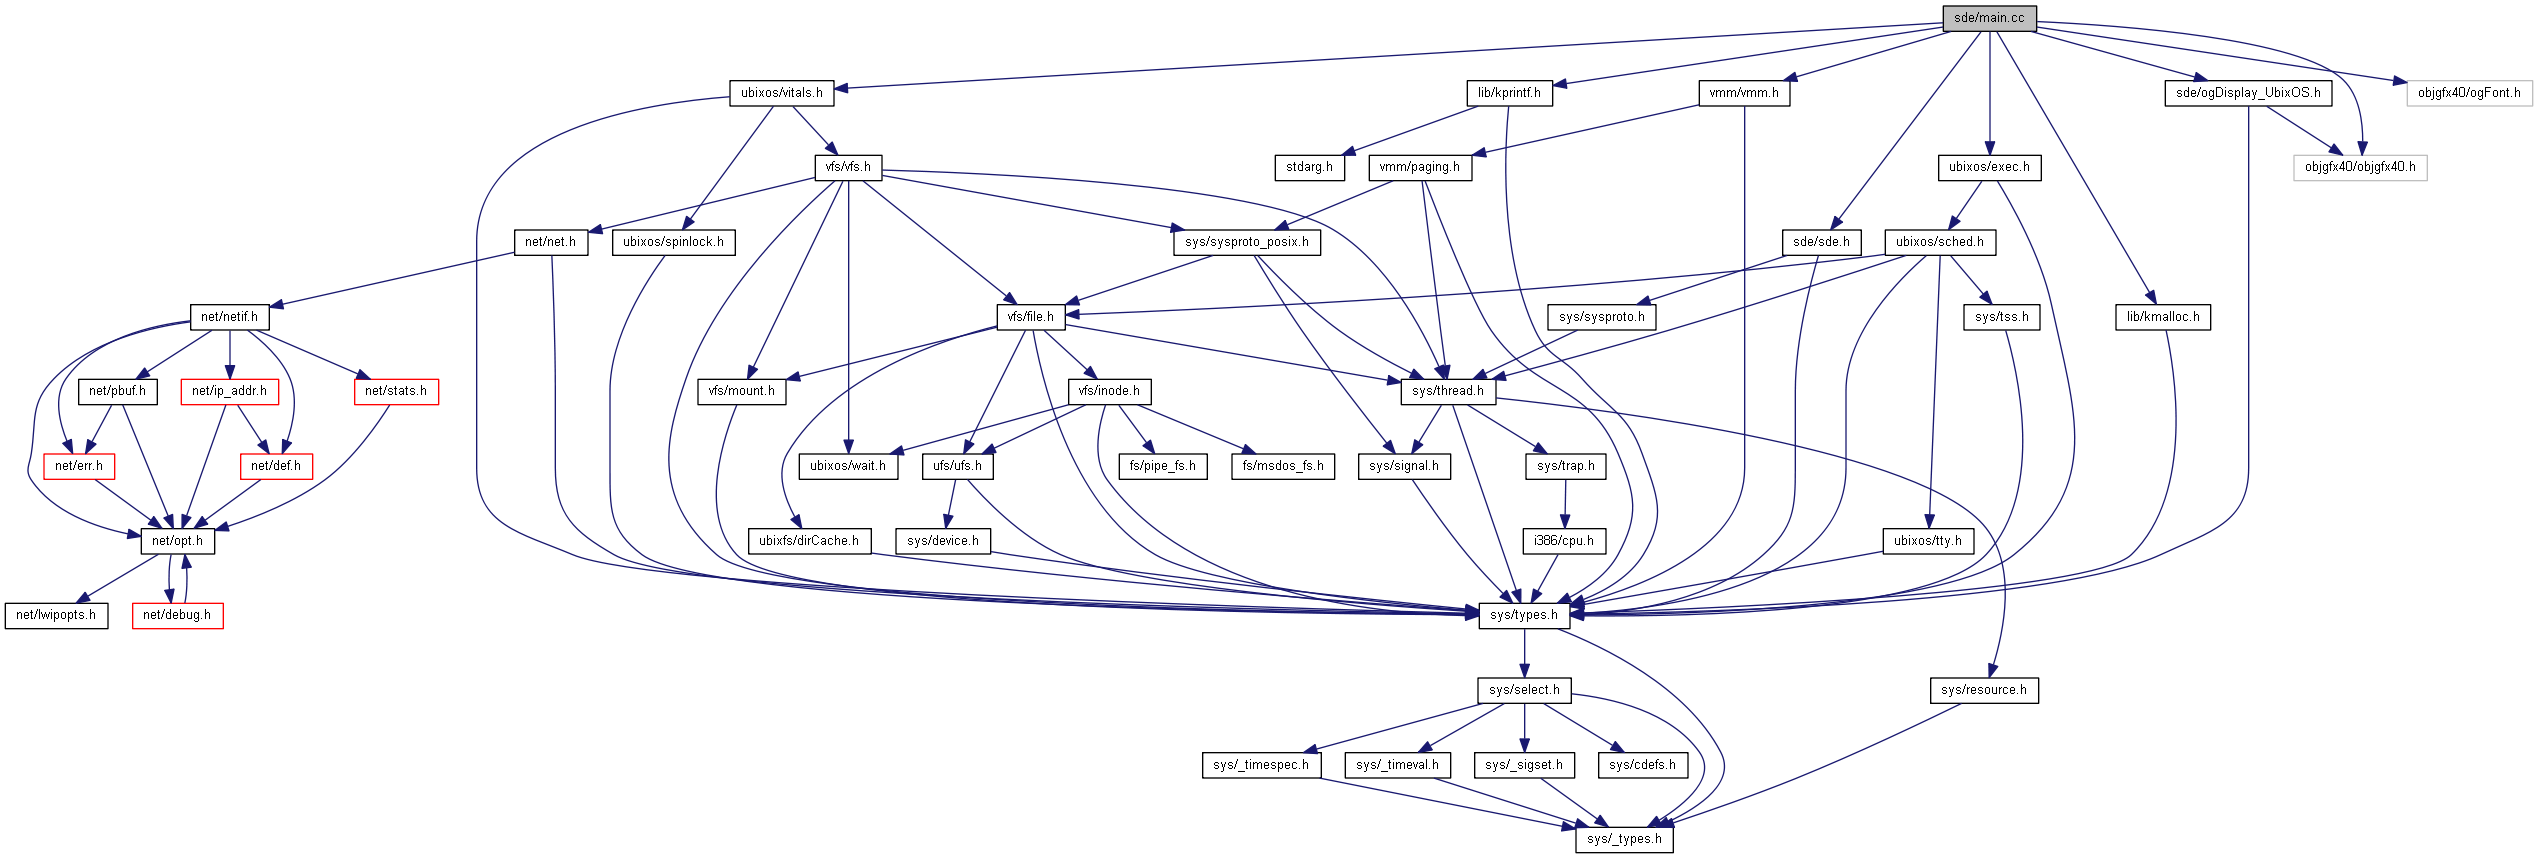 sde/main.cc
ubixos/vitals.h
lib/kprintf.h
vmm/vmm.h
sde/ogDisplay_UbixOS.h
objgfx40/ogFont.h
vfs/vfs.h
stdarg.h
vmm/paging.h
ubixos/exec.h
objgfx40/objgfx40.h
net/net.h
ubixos/spinlock.h
sys/sysproto_posix.h
sde/sde.h
ubixos/sched.h
net/netif.h
vfs/file.h
sys/sysproto.h
sys/tss.h
lib/kmalloc.h
net/pbuf.h
net/ip_addr.h
net/stats.h
vfs/mount.h
vfs/inode.h
sys/thread.h
net/err.h
net/def.h
ubixos/wait.h
ufs/ufs.h
fs/pipe_fs.h
fs/msdos_fs.h
sys/signal.h
sys/trap.h
net/opt.h
ubixfs/dirCache.h
sys/device.h
i386/cpu.h
ubixos/tty.h
net/lwipopts.h
net/debug.h
sys/types.h
sys/select.h
sys/resource.h
sys/_timespec.h
sys/_timeval.h
sys/_sigset.h
sys/cdefs.h
sys/_types.h